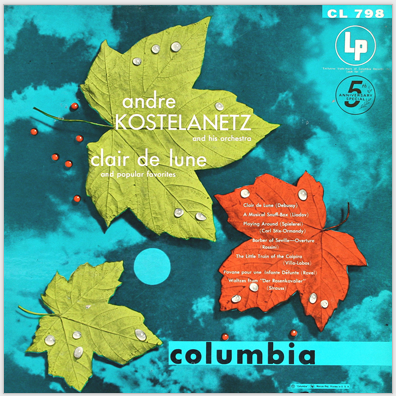 CL 798
Lp
5th
ANNIVERSARY
SPECIAL
andre
KOSTELANETZ
and his orchestra
clair de lune
and popular favorites
Clair de Lune (Debussy)
A Musical Snuff-Box (Liadov)
Playing Around (Spielerei)
(Carl Stix-Ormandy)
Barber of Seville—Overture
(Rossini)
The Little Train of the Caipira
(Villa-Lobos)
Pavane pour une Infante Défunte (Ravel)
Waltzes from "Der Rosenkavalier"
(Strauss)
columbia